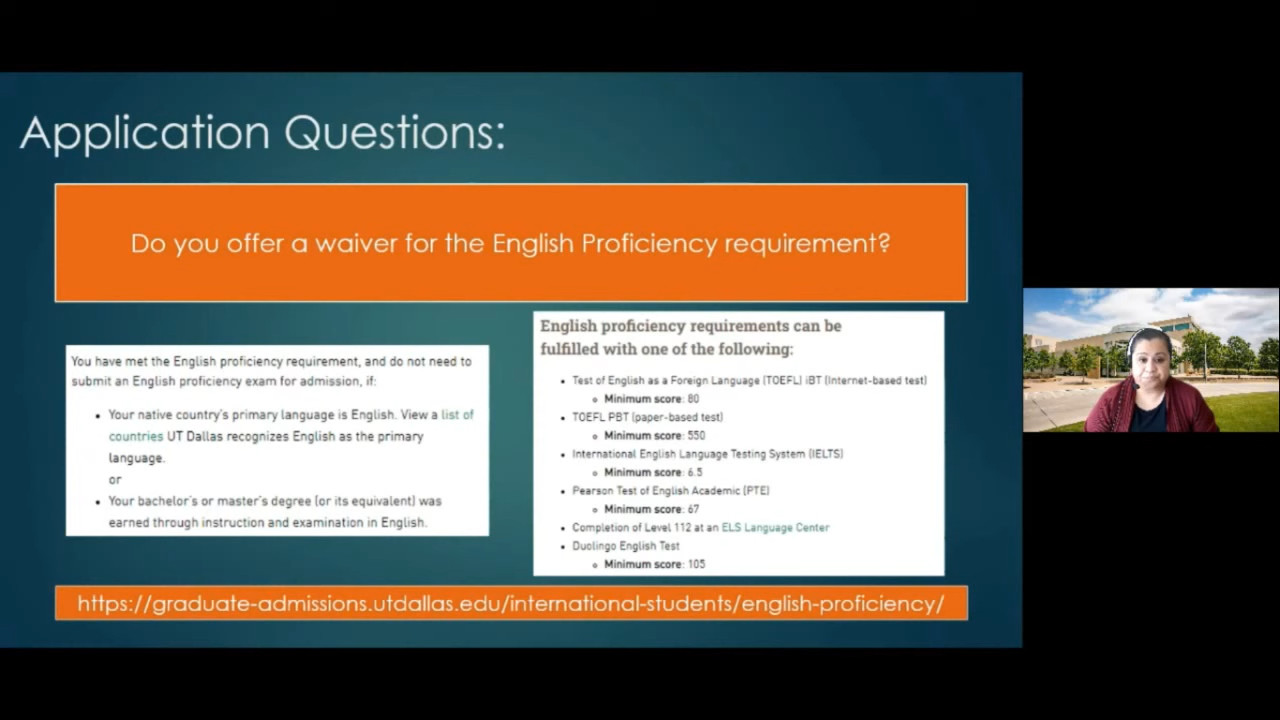 Application Questions:
Do you offer a waiver for the English Proficiency requirement?
You have met the English proficiency requirement, and do not need to
submit an English proficiency exam for admission, if:
• Your native country's primary language is English. View a list of
countries UT Dallas recognizes English as the primary
language.
or
• Your bachelor's or master's degree (or its equivalent) was
earned through instruction and examination in English.
English proficiency requirements can be
fulfilled with one of the following:
• Test of English as a Foreign Language (TOEFL) iBT (Internet-based test)
Minimum score: 80
• TOEFL PBT (paper-based test)
Minimum score: 550
• International English Language Testing System (IELTS)
Minimum score: 6.5
• Pearson Test of English Academic (PTE)
Minimum score: 67
• Completion of Level 112 at an ELS Language Center
• Duolingo English Test
Minimum score: 105
https://graduate-admissions.utdallas.edu/international-students/english-proficiency/